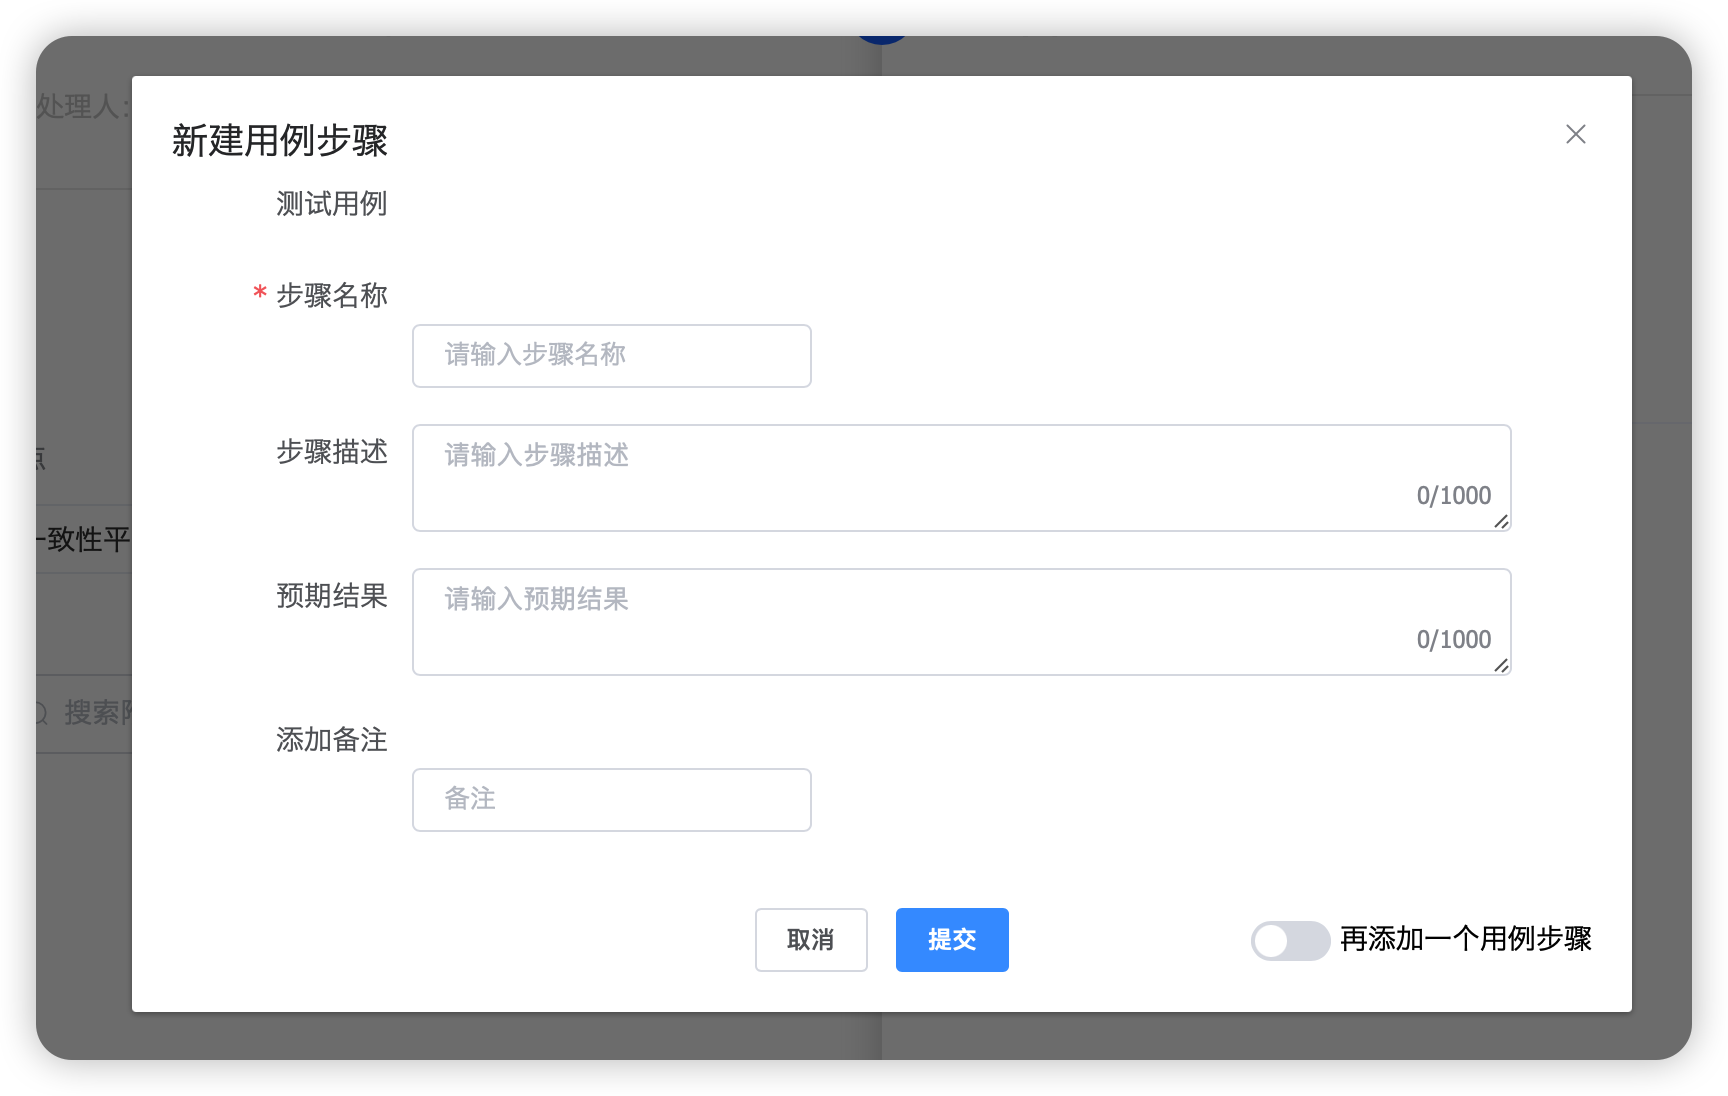 处理人:
新建用例步骤
测试用例
* 步骤名称
请输入步骤名称
步骤描述
请输入步骤描述
0/1000
点
一致性平
预期结果
请输入预期结果
0/1000
搜索附
添加备注
备注
取消
提交
再添加一个用例步骤